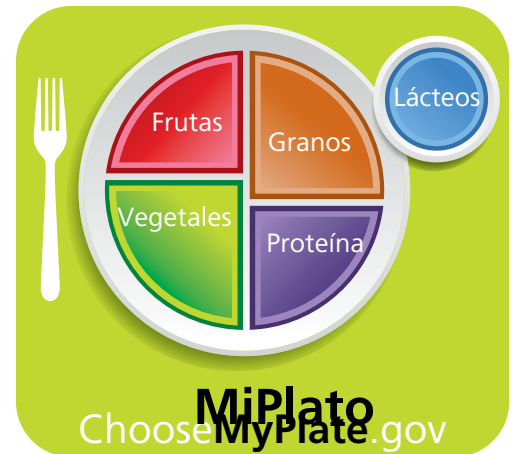 Frutas
Granos
Lácteos
Vegetales
Proteína
MiPlato
ChooseMyPlate.gov